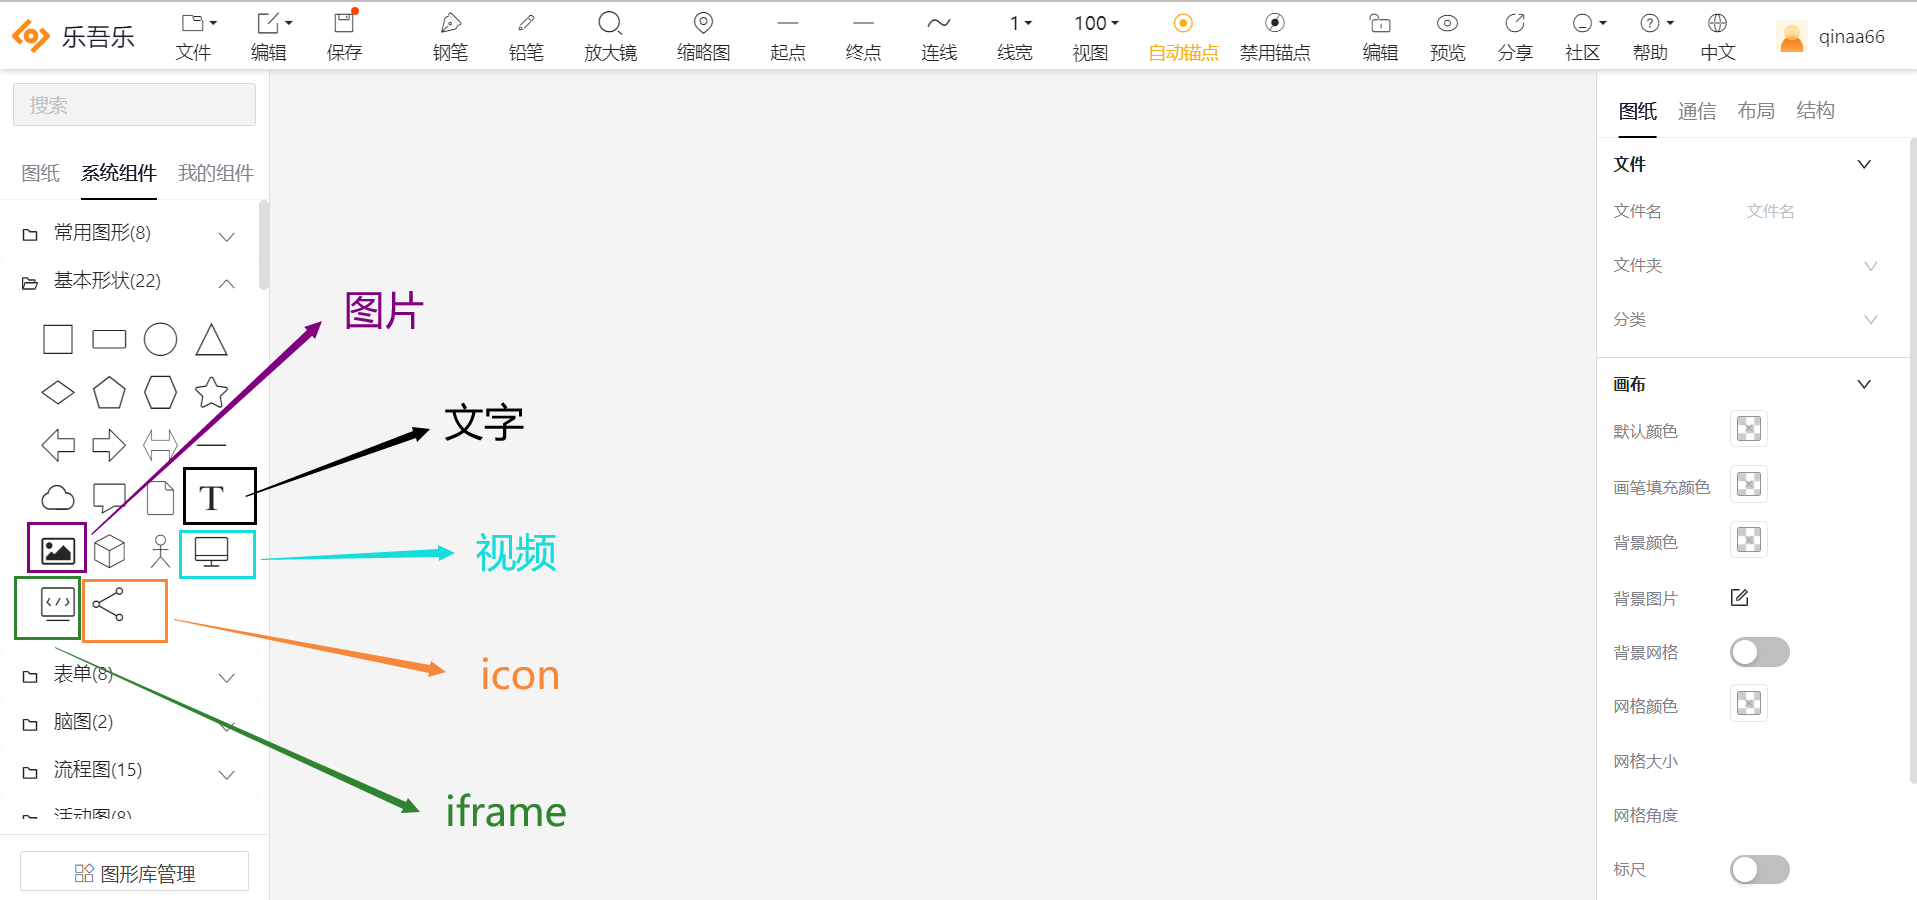 乐吾乐
文件
编辑
保存
钢笔
铅笔
放大镜
缩略图
起点
终点
连线
1
线宽
100
视图
自动锚点
禁用锚点
编辑
预览
分享
社区
帮助
中文
qinaa66
搜索
图纸 系统组件 我的组件
常用图形(8)
基本形状(22)
T
表单(8)
脑图(2)
流程图(15)
活动图(8)
图形库管理
图片
文字
视频
icon
iframe
图纸 通信 布局 结构
文件
文件名 文件名
文件夹
分类
画布
默认颜色
画笔填充颜色
背景颜色
背景图片
背景网格
网格颜色
网格大小
网格角度
标尺